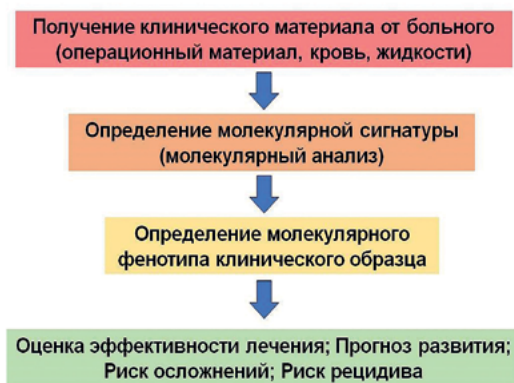 Получение клинического материала от больного
(операционный материал, кровь, жидкости)
Определение молекулярной сигнатуры
(молекулярный анализ)
Определение молекулярного
фенотипа клинического образца
Оценка эффективности лечения; Прогноз развития;
Риск осложнений; Риск рецидива